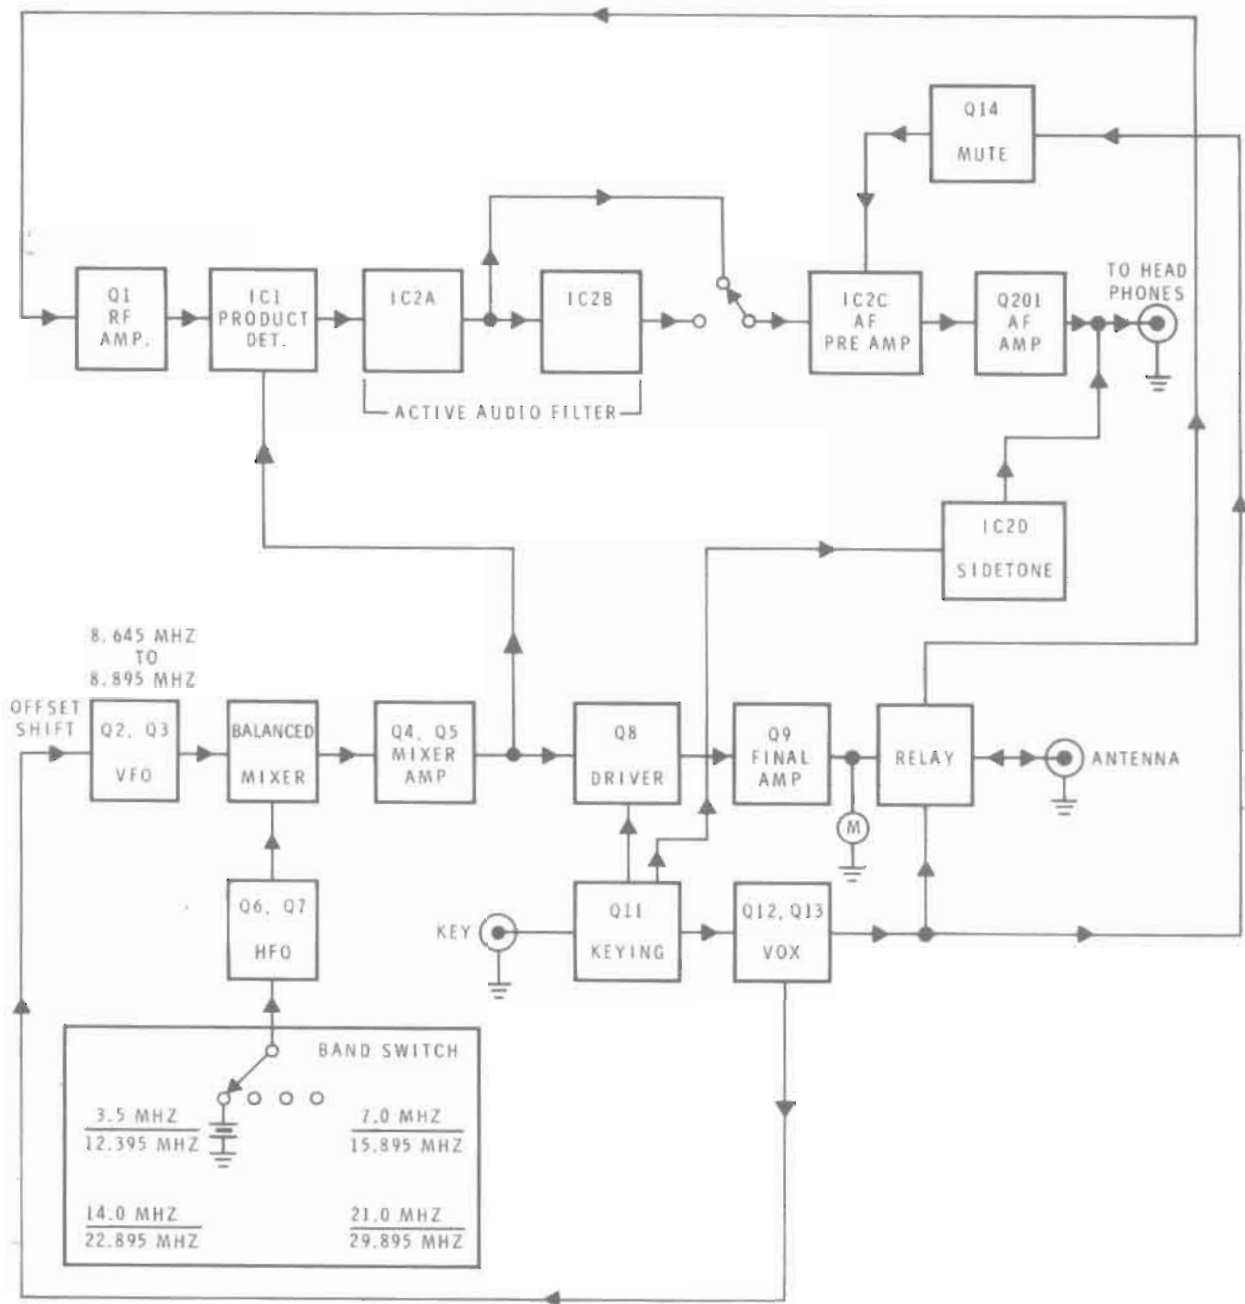 Q14
MUTE
Q1
RF
AMP.
IC1
PRODUCT
DET.
IC2A
IC2B
IC2C
AF
PRE AMP
Q201
AF
AMP
TO HEAD
PHONES
ACTIVE AUDIO FILTER
IC2D
SIDETONE
8.645 MHZ
TO
8.895 MHZ
OFFSET
SHIFT
Q2, Q3
VFO
BALANCED
MIXER
Q4, Q5
MIXER
AMP
Q8
DRIVER
Q9
FINAL
AMP
RELAY
ANTENNA
M
Q6, Q7
HFO
KEY
Q11
KEYING
Q12, Q13
VOX
BAND SWITCH
3.5 MHZ
12.395 MHZ
7.0 MHZ
15.895 MHZ
14.0 MHZ
22.895 MHZ
21.0 MHZ
29.895 MHZ